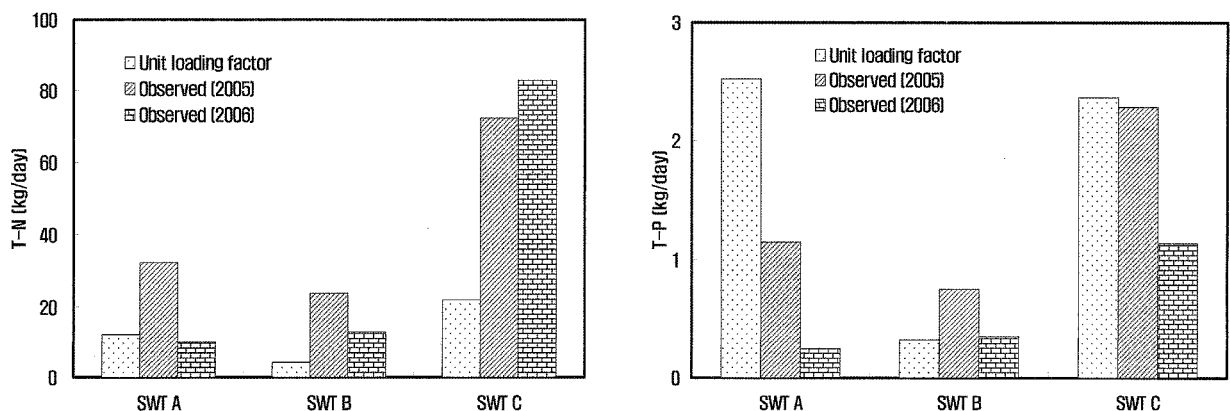 100
80
60
40
20
0
T-N (kg/day)
Unit loading factor
Observed (2005)
Observed (2006)
SWT A
SWT B
SWT C
3
2
1
0
T-P (kg/day)
Unit loading factor
Observed (2005)
Observed (2006)
SWT A
SWT B
SWT C